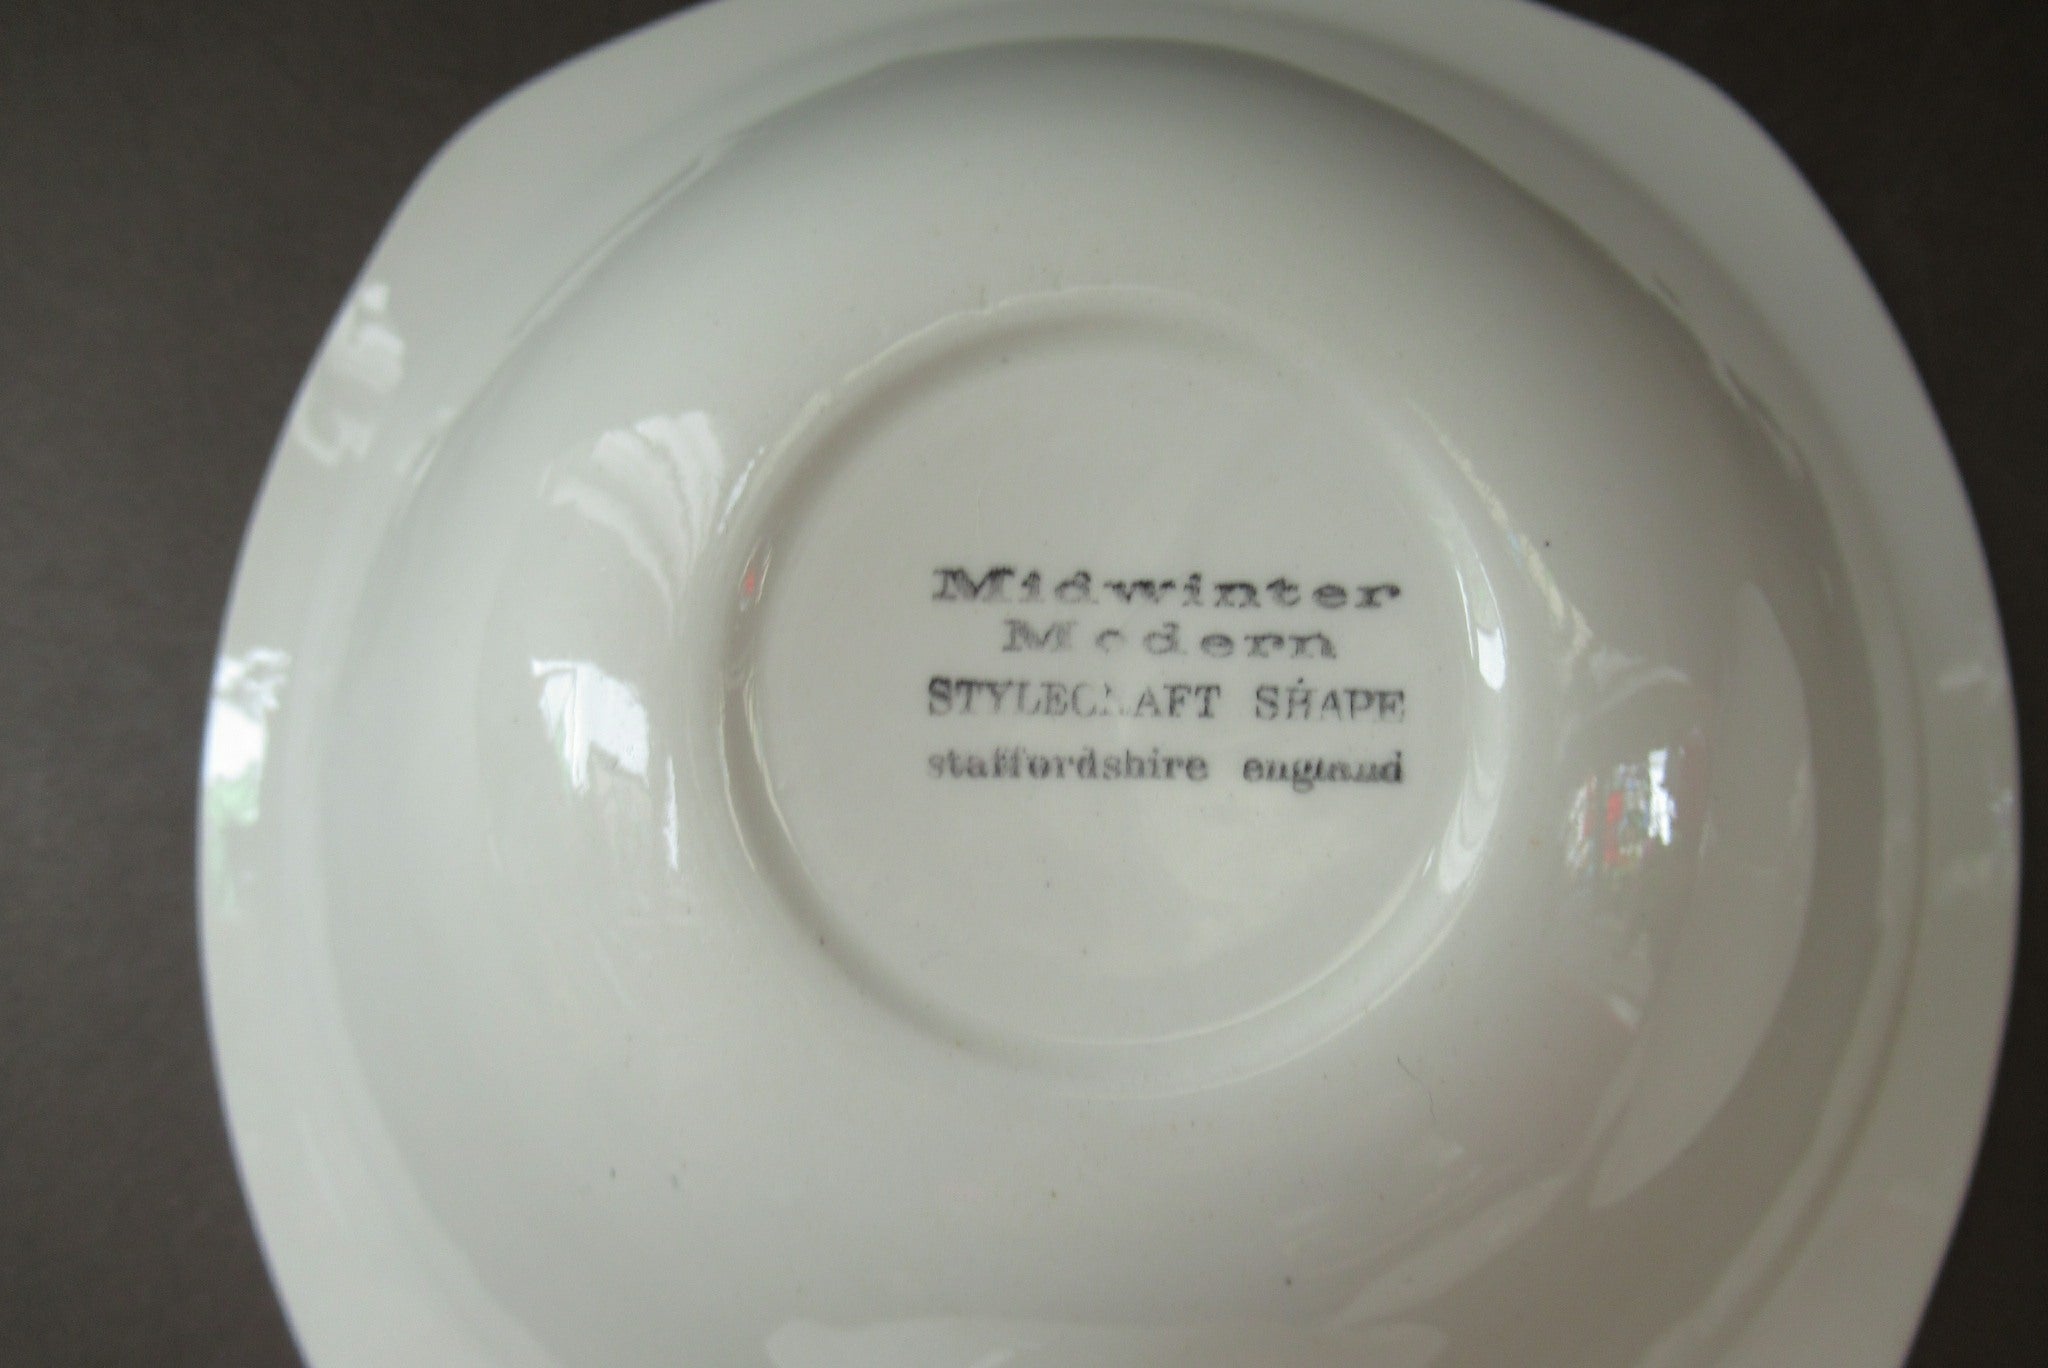 Midwinter
Modern
STYLECRAFT SHAPE
staffordshire england